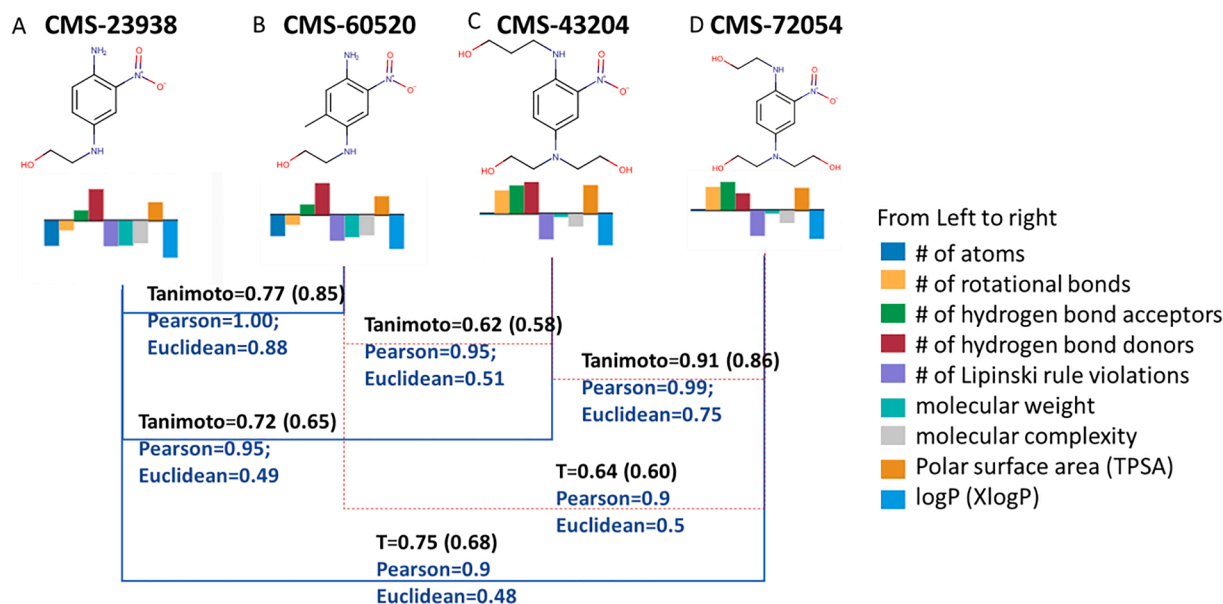 A CMS-23938
B CMS-60520
C CMS-43204
D CMS-72054
NH₂
O
N⁺
O⁻
NH
HO
NH₂
O
N⁺
O⁻
NH
HO
HO
NH
O
N⁺
O⁻
N
HO
OH
HO
NH
O
N⁺
O⁻
N
HO
OH
Tanimoto=0.77 (0.85)
Pearson=1.00;
Euclidean=0.88
Tanimoto=0.62 (0.58)
Pearson=0.95;
Euclidean=0.51
Tanimoto=0.91 (0.86)
Pearson=0.99;
Euclidean=0.75
Tanimoto=0.72 (0.65)
Pearson=0.95;
Euclidean=0.49
T=0.64 (0.60)
Pearson=0.9
Euclidean=0.5
T=0.75 (0.68)
Pearson=0.9
Euclidean=0.48
From Left to right
# of atoms
# of rotational bonds
# of hydrogen bond acceptors
# of hydrogen bond donors
# of Lipinski rule violations
molecular weight
molecular complexity
Polar surface area (TPSA)
logP (XlogP)